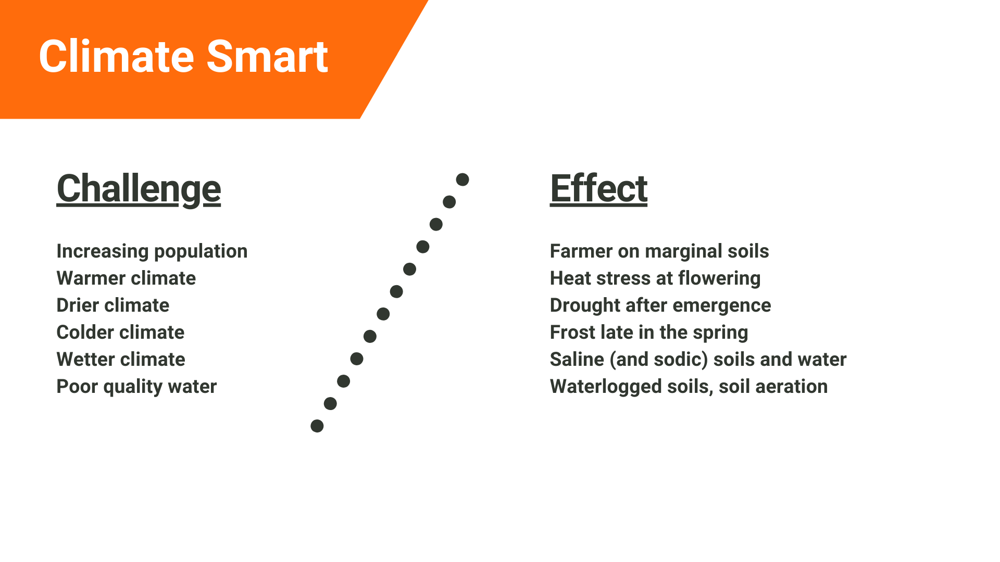 Climate Smart
Challenge
Increasing population
Warmer climate
Drier climate
Colder climate
Wetter climate
Poor quality water
Effect
Farmer on marginal soils
Heat stress at flowering
Drought after emergence
Frost late in the spring
Saline (and sodic) soils and water
Waterlogged soils, soil aeration